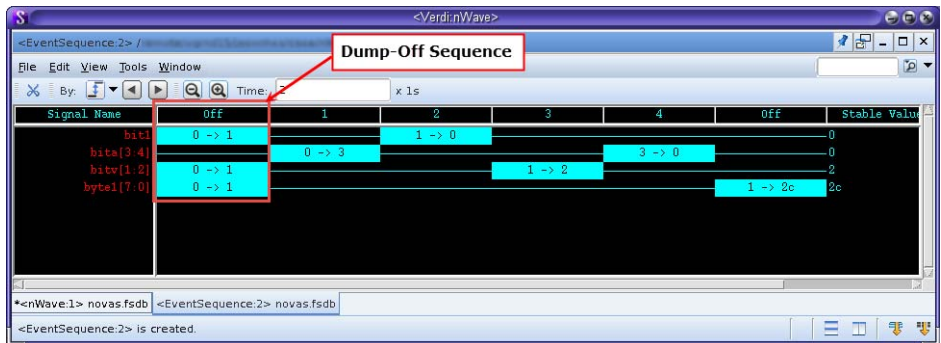 <Verdi:nWave>
<EventSequence:2> /
Dump-Off Sequence
File Edit View Tools Window
By: Time: x 1s
Signal Name Off 1 2 3 4 Off Stable Value
bit1 0 -> 1 1 -> 0 0
bita[3:4] 0 -> 3 3 -> 0 0
bitv[1:2] 0 -> 1 1 -> 2 2
byte1[7:0] 0 -> 1 1 -> 2c 2c
*<nWave:1> novas.fsdb <EventSequence:2> novas.fsdb
<EventSequence:2> is created.